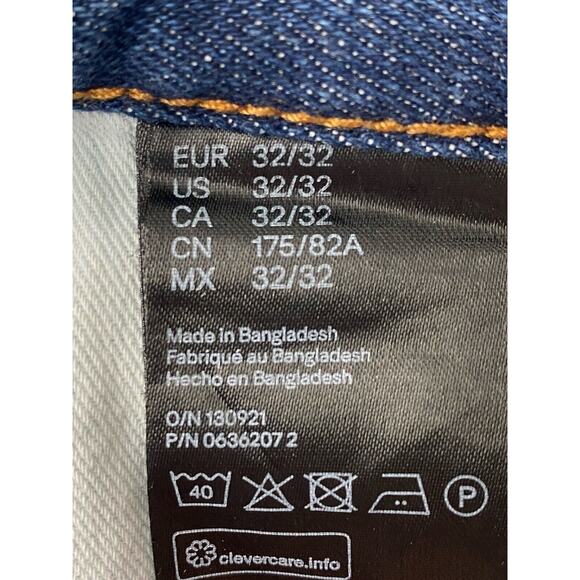 EUR 32/32
US 32/32
CA 32/32
CN 175/82A
MX 32/32
Made in Bangladesh
Fabriqué au Bangladesh
Hecho en Bangladesh
O/N 130921
P/N 0636207 2
40 P
clevercare.info